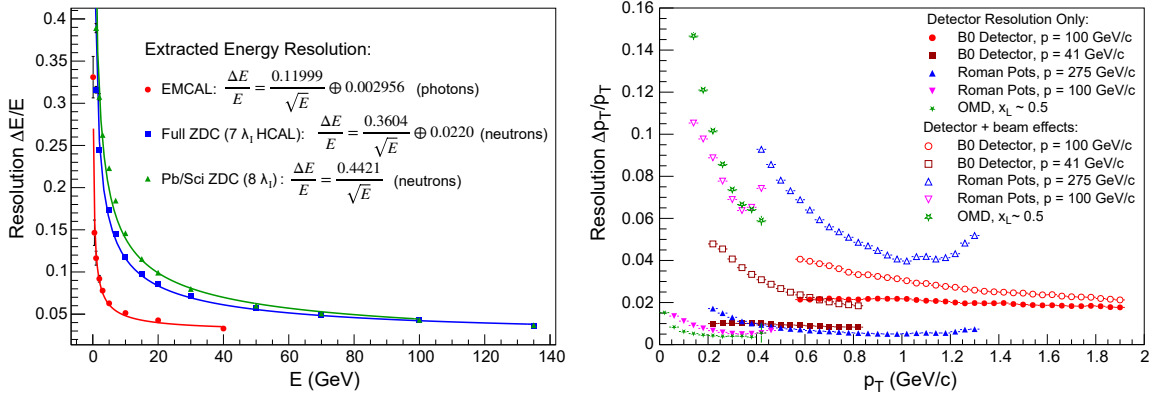 Resolution ΔE/E
0.4
0.35
0.3
0.25
0.2
0.15
0.1
0.05
Extracted Energy Resolution:
EMCAL: ΔE/E = 0.11999/√E ⊕ 0.002956 (photons)
Full ZDC (7 λI HCAL): ΔE/E = 0.3604/√E ⊕ 0.0220 (neutrons)
Pb/Sci ZDC (8 λI) : ΔE/E = 0.4421/√E (neutrons)
0 20 40 60 80 100 120 140
E (GeV)
Resolution ΔpT/pT
0.16
0.14
0.12
0.1
0.08
0.06
0.04
0.02
0
Detector Resolution Only:
B0 Detector, p = 100 GeV/c
B0 Detector, p = 41 GeV/c
Roman Pots, p = 275 GeV/c
Roman Pots, p = 100 GeV/c
OMD, xL ~ 0.5
Detector + beam effects:
B0 Detector, p = 100 GeV/c
B0 Detector, p = 41 GeV/c
Roman Pots, p = 275 GeV/c
Roman Pots, p = 100 GeV/c
OMD, xL~ 0.5
0 0.2 0.4 0.6 0.8 1 1.2 1.4 1.6 1.8 2
pT (GeV/c)